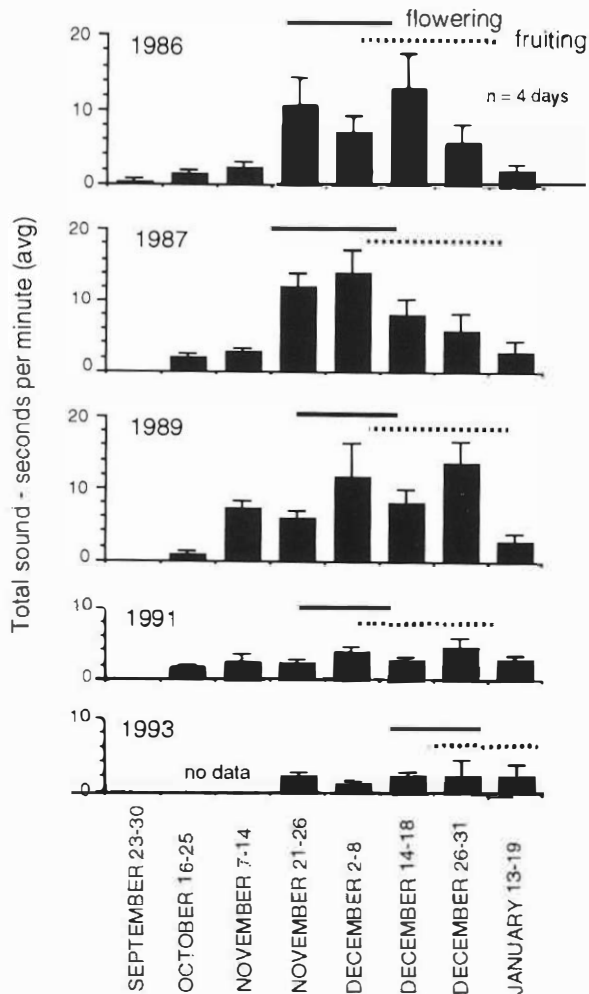 flowering
fruiting
1986
n = 4 days
20
10
0
1987
20
10
0
1989
20
10
0
1991
10
0
1993
no data
10
0
Total sound - seconds per minute (avg)
SEPTEMBER 23-30
OCTOBER 16-25
NOVEMBER 7-14
NOVEMBER 21-26
DECEMBER 2-8
DECEMBER 14-18
DECEMBER 26-31
JANUARY 13-19